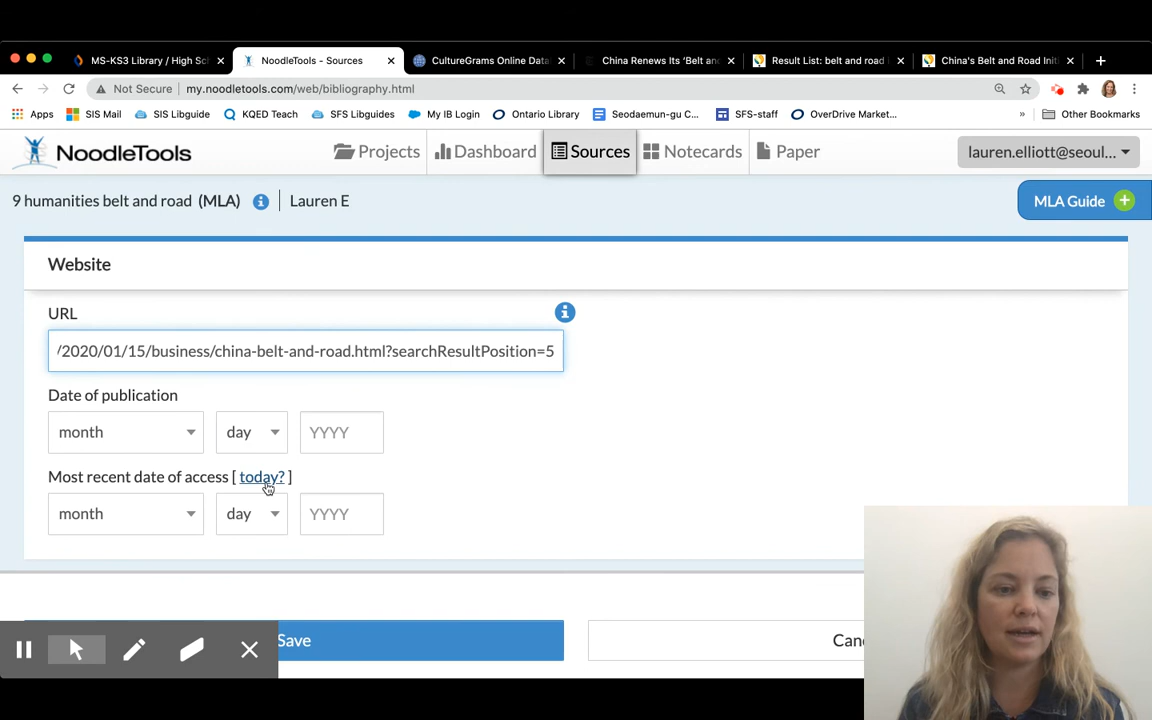 MS-KS3 Library / High Sc
NoodleTools - Sources
CultureGrams Online Data
China Renews Its 'Belt and
Result List: belt and road i
China's Belt and Road Initi
Not Secure
my.noodletools.com/web/bibliography.html
Apps
SIS Mail
SIS Libguide
KQED Teach
SFS Libguides
My IB Login
Ontario Library
Seodaemun-gu C...
SFS-staff
OverDrive Market...
»
Other Bookmarks
NoodleTools
Projects
Dashboard
Sources
Notecards
Paper
lauren.elliott@seoul...
9 humanities belt and road (MLA)
Lauren E
MLA Guide
Website
URL
/2020/01/15/business/china-belt-and-road.html?searchResultPosition=5
Date of publication
month
day
YYYY
Most recent date of access [ today? ]
month
day
YYYY
Save
Canc